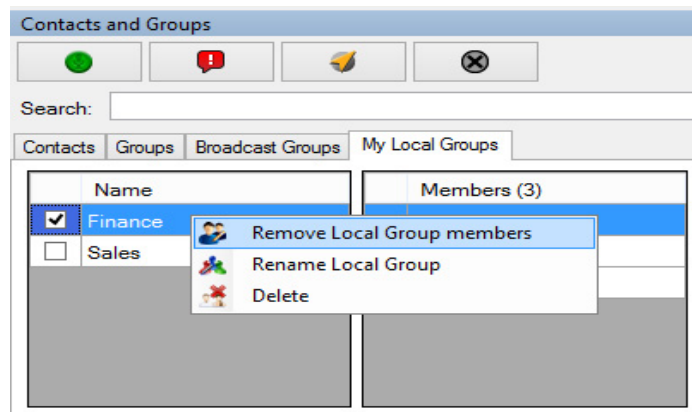 Contacts and Groups
Search:
Contacts Groups Broadcast Groups My Local Groups
Name Members (3)
Finance
Remove Local Group members
Sales
Rename Local Group
Delete